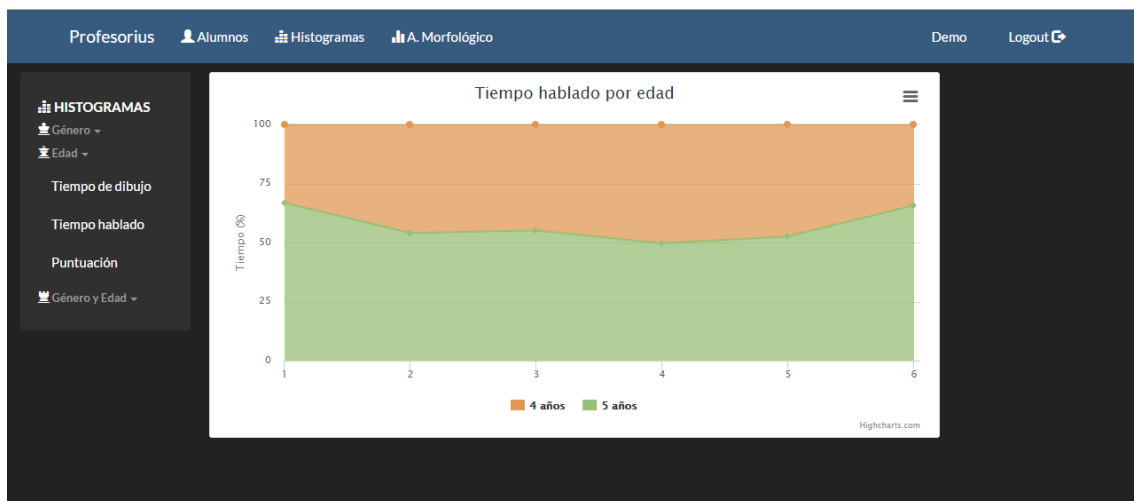 Profesorius Alumnos Histogramas A. Morfológico Demo Logout
HISTOGRAMAS
Género
Edad
Tiempo de dibujo
Tiempo hablado
Puntuación
Género y Edad
Tiempo hablado por edad
Tiempo (%)
100
75
50
25
0
1 2 3 4 5 6
4 años 5 años
Highcharts.com